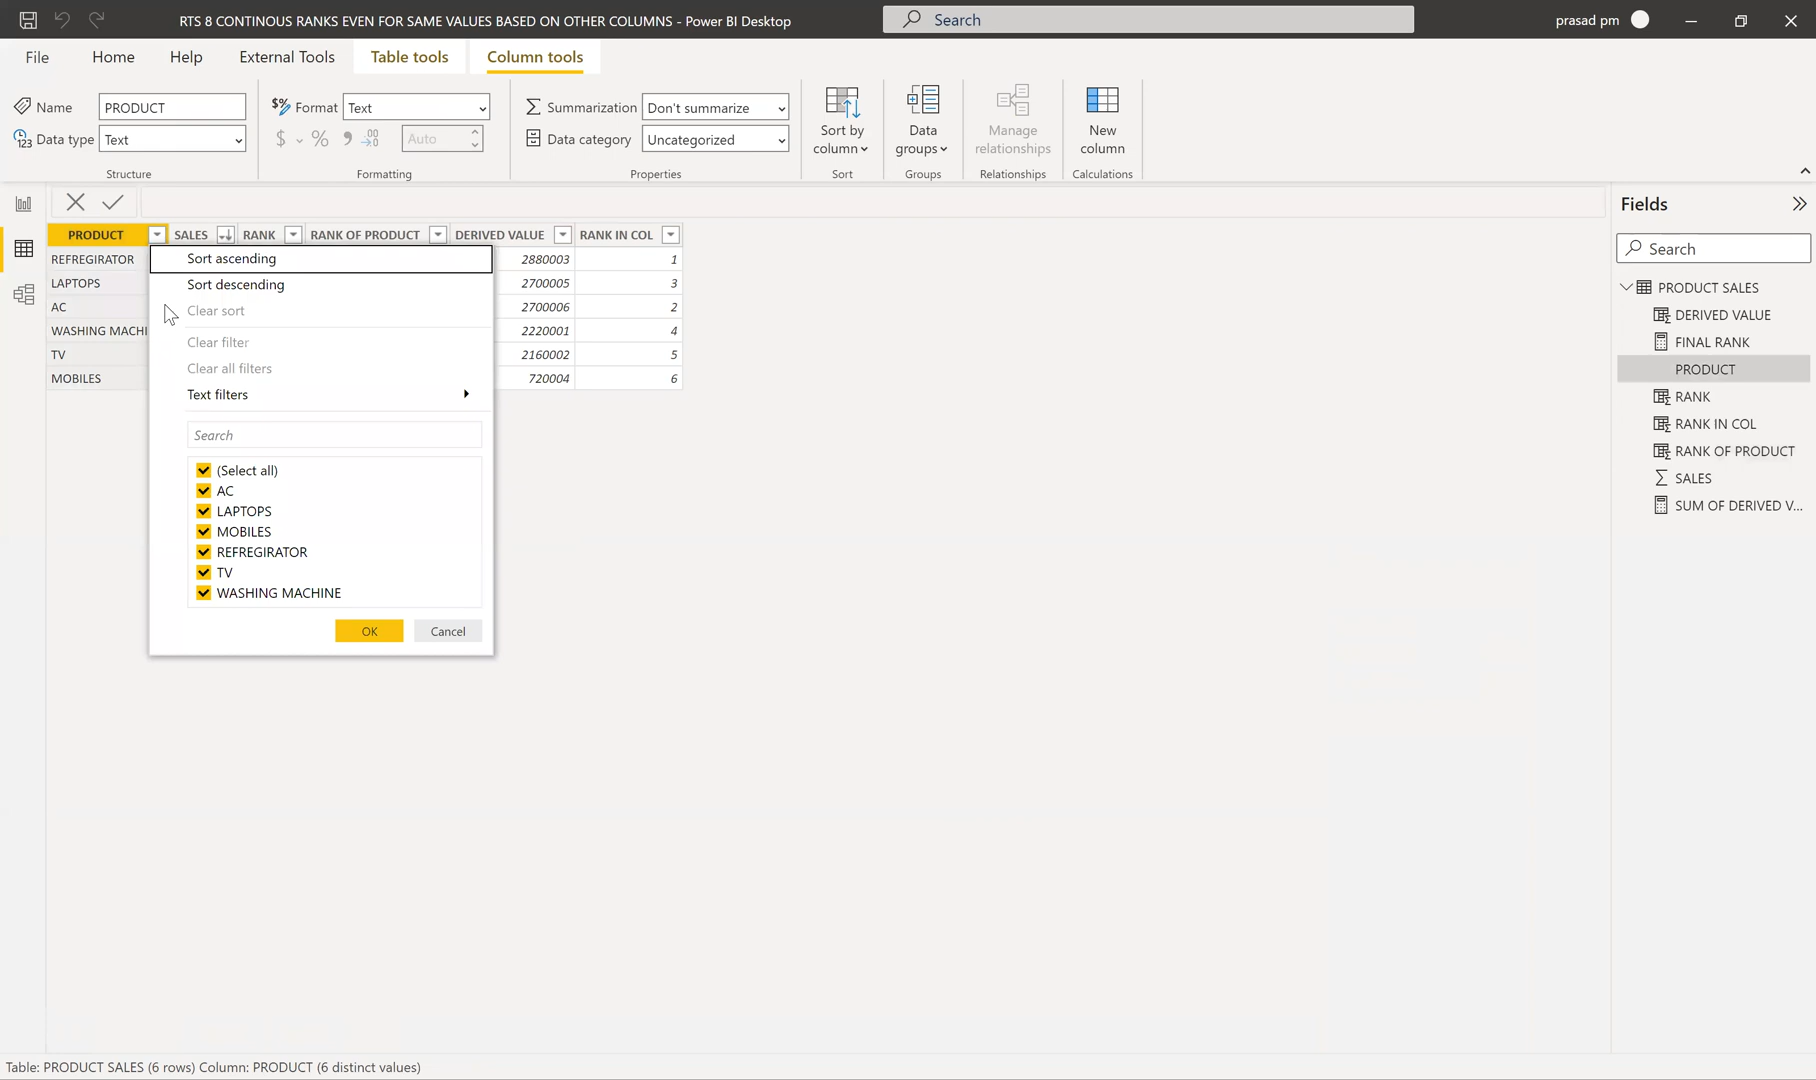 RTS 8 CONTINOUS RANKS EVEN FOR SAME VALUES BASED ON OTHER COLUMNS - Power BI Desktop
Search
prasad pm
File
Home
Help
External Tools
Table tools
Column tools
Name
PRODUCT
Format
Text
Summarization
Don't summarize
Data type
Text
$
%
Auto
Data category
Uncategorized
Sort by
column
Data
groups
Manage
relationships
New
column
Structure
Formatting
Properties
Sort
Groups
Relationships
Calculations
PRODUCT
SALES
RANK
RANK OF PRODUCT
DERIVED VALUE
RANK IN COL
REFREGIRATOR
2880003
1
LAPTOPS
2700005
3
AC
2700006
2
WASHING MACHI
2220001
4
TV
2160002
5
MOBILES
720004
6
Sort ascending
Sort descending
Clear sort
Clear filter
Clear all filters
Text filters
Search
(Select all)
AC
LAPTOPS
MOBILES
REFREGIRATOR
TV
WASHING MACHINE
OK
Cancel
Fields
Search
PRODUCT SALES
DERIVED VALUE
FINAL RANK
PRODUCT
RANK
RANK IN COL
RANK OF PRODUCT
SALES
SUM OF DERIVED V...
Table: PRODUCT SALES (6 rows) Column: PRODUCT (6 distinct values)